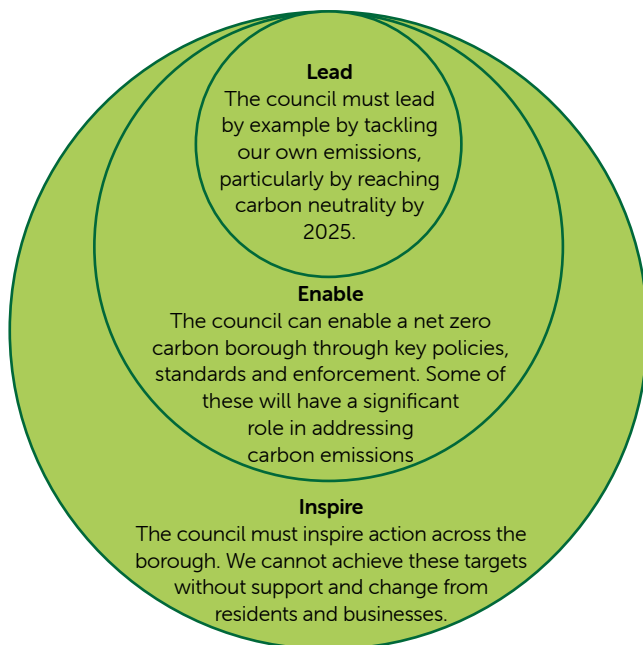 Lead
The council must lead
by example by tackling
our own emissions,
particularly by reaching
carbon neutrality by
2025.
Enable
The council can enable a net zero
carbon borough through key policies,
standards and enforcement. Some of
these will have a significant
role in addressing
carbon emissions
Inspire
The council must inspire action across the
borough. We cannot achieve these targets
without support and change from
residents and businesses.